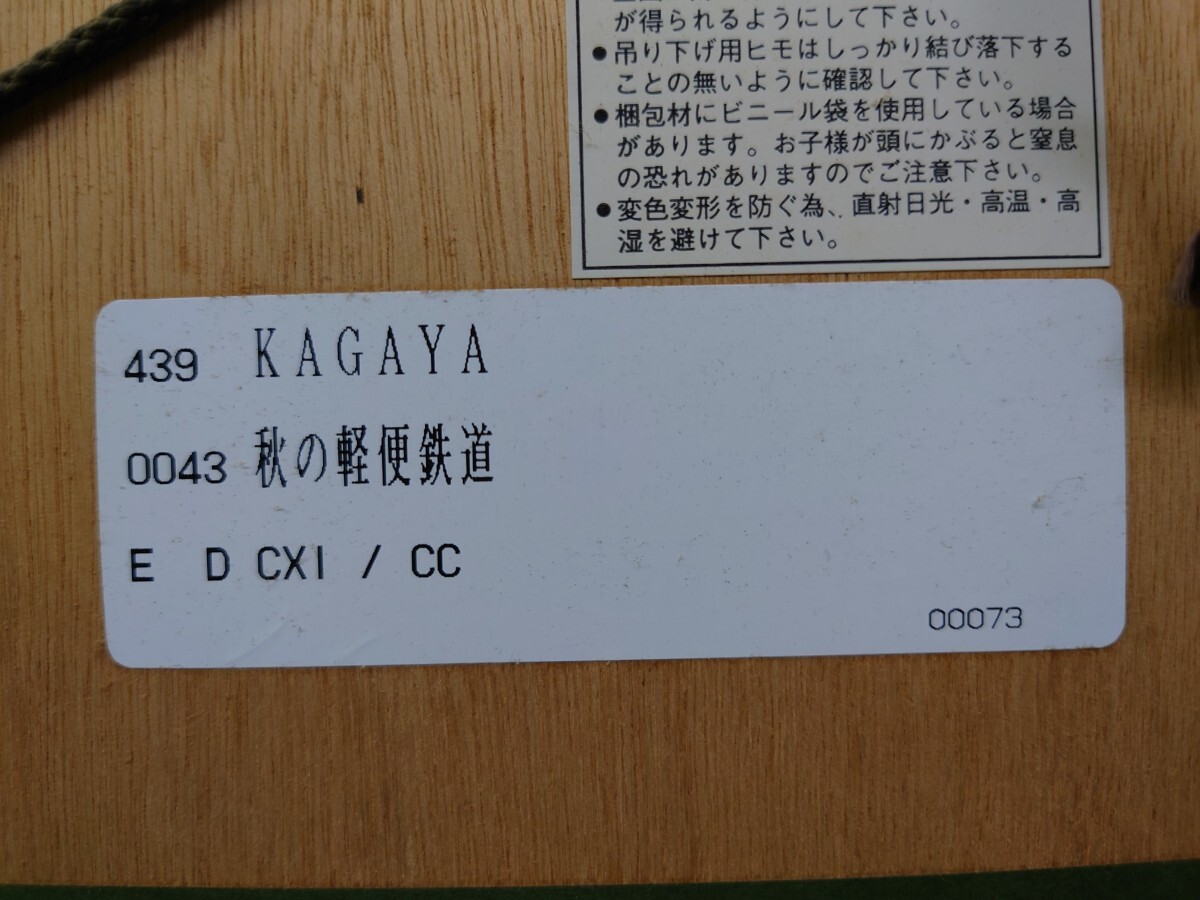 が得られるようにして下さい。
●吊り下げ用ヒモはしっかり結び落下する
ことの無いように確認して下さい。
●梱包材にビニール袋を使用している場合
があります。お子様が頭にかぶると窒息
の恐れがありますのでご注意下さい。
●変色変形を防ぐ為、直射日光・高温・高
湿を避けて下さい。
439 KAGAYA
0043 秋の軽便鉄道
E D CXI / CC
00073